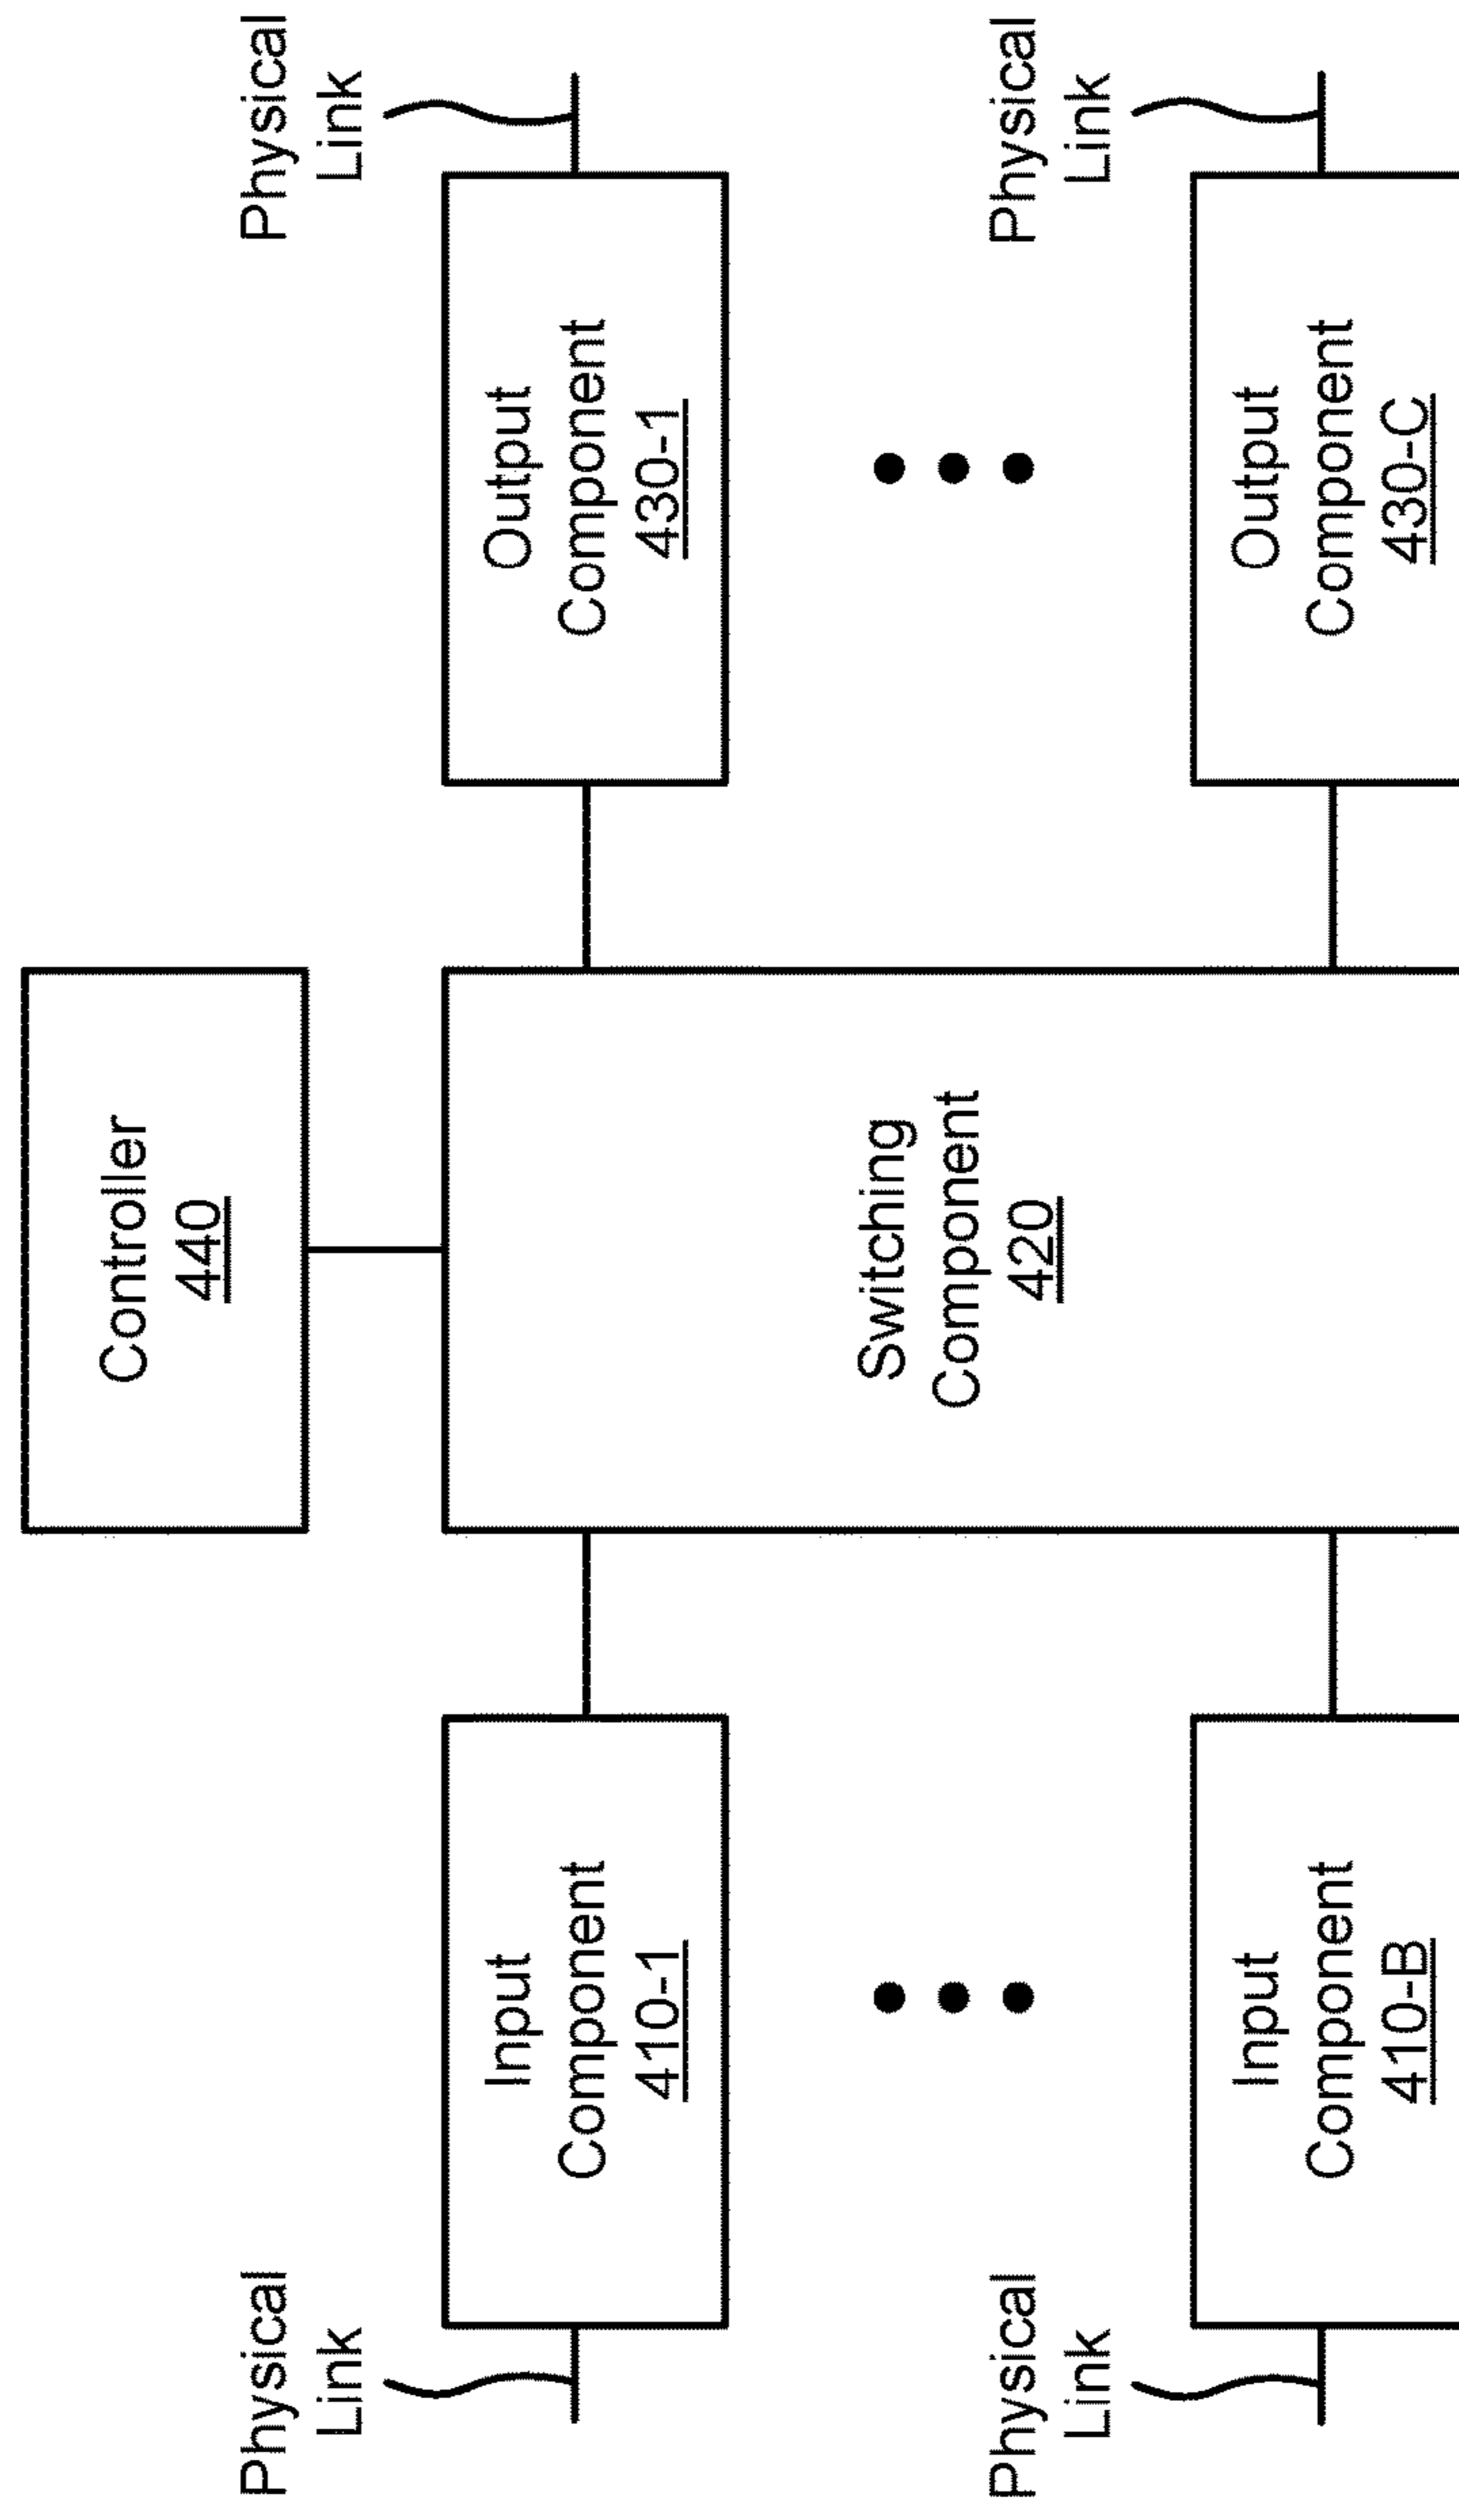 Controller
440
Physical
Link
Physical
Link
Input
Component
410-1
Switching
Component
420
Output
Component
430-1
Physical
Link
Physical
Link
Input
Component
410-B
Output
Component
430-C